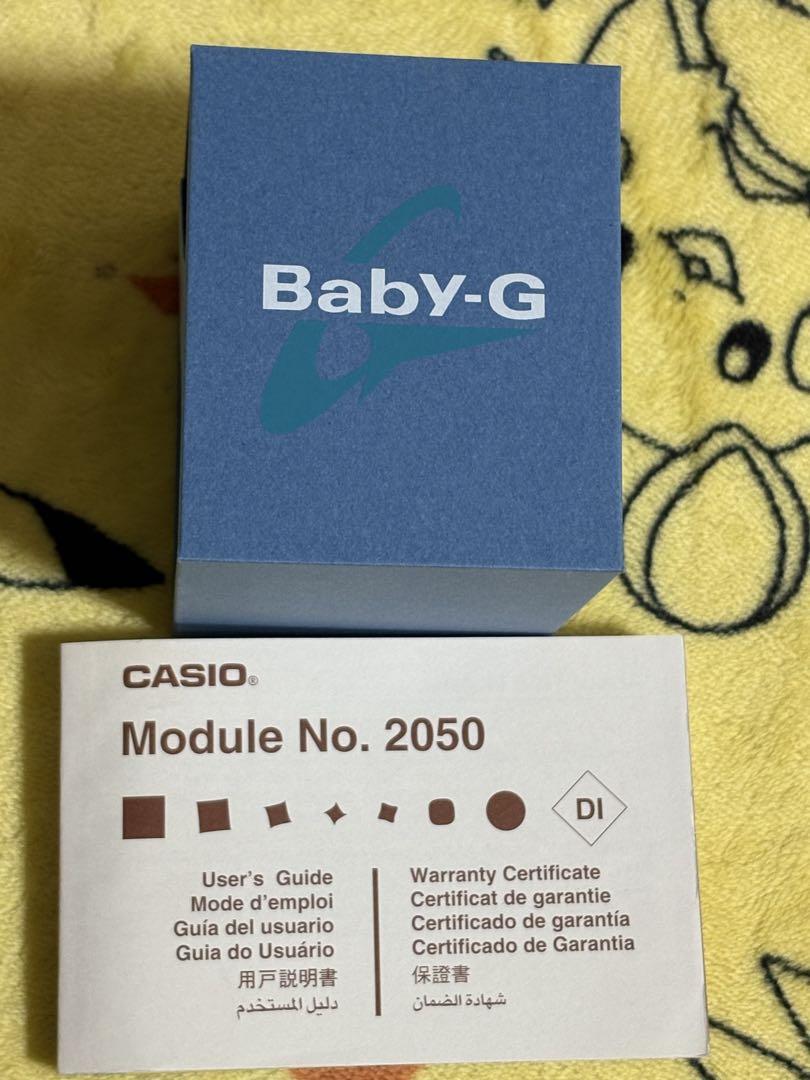 Baby-G
CASIO®
Module No. 2050
DI
User's Guide
Mode d'emploi
Guía del usuario
Guia do Usuário
用戶説明書
دليل المستخدم
Warranty Certificate
Certificat de garantie
Certificado de garantía
Certificado de Garantia
保證書
شهادة الضمان